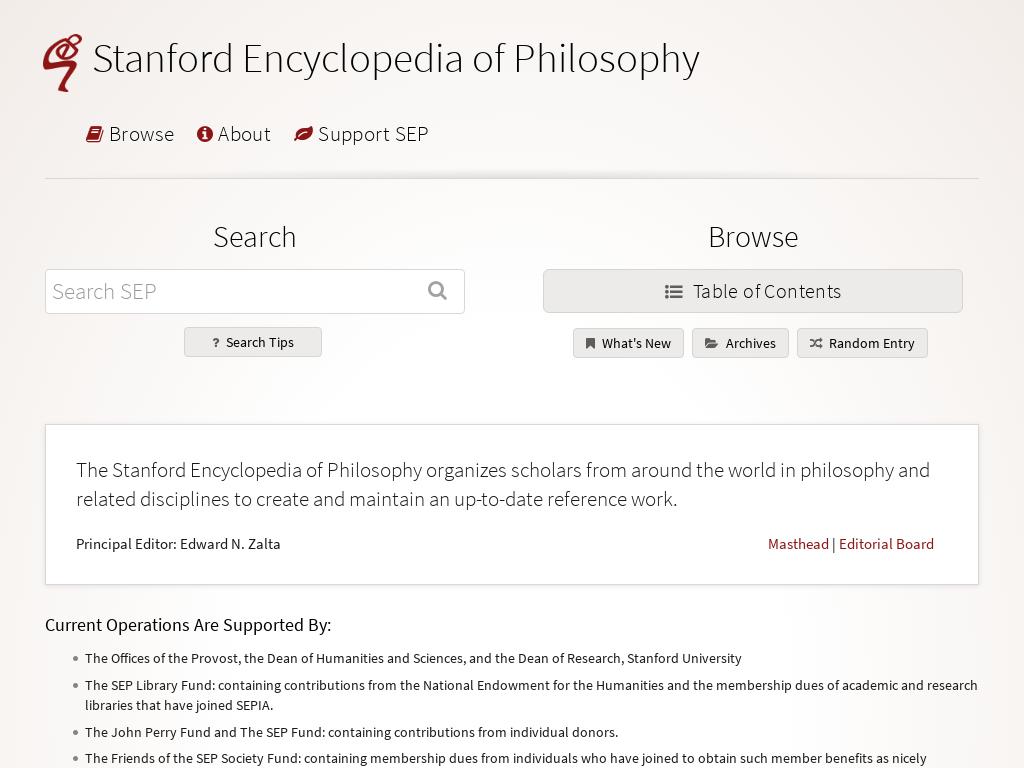 Stanford Encyclopedia of Philosophy
Browse About Support SEP
Search
Search SEP
? Search Tips
Browse
Table of Contents
What's New Archives Random Entry
The Stanford Encyclopedia of Philosophy organizes scholars from around the world in philosophy and
related disciplines to create and maintain an up-to-date reference work.
Principal Editor: Edward N. Zalta
Masthead | Editorial Board
Current Operations Are Supported By:
The Offices of the Provost, the Dean of Humanities and Sciences, and the Dean of Research, Stanford University
The SEP Library Fund: containing contributions from the National Endowment for the Humanities and the membership dues of academic and research
libraries that have joined SEPIA.
The John Perry Fund and The SEP Fund: containing contributions from individual donors.
The Friends of the SEP Society Fund: containing membership dues from individuals who have joined to obtain such member benefits as nicely